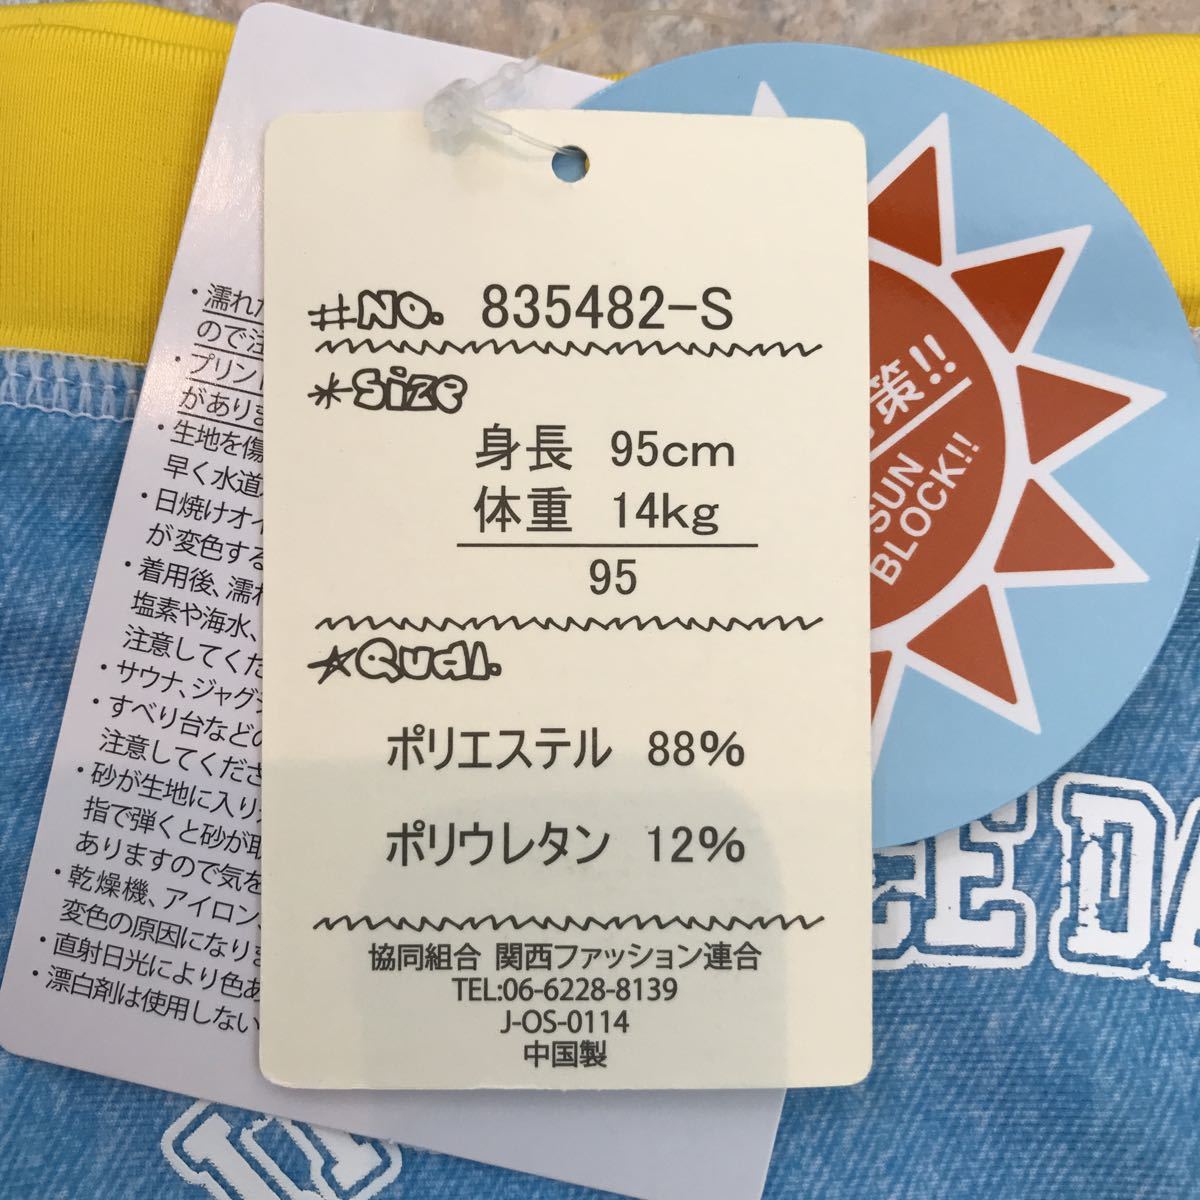 #No. 835482-S
*Size
身長 95cm
体重 14kg
95
☆Qual.
ポリエステル 88%
ポリウレタン 12%
協同組合 関西ファッション連合
TEL:06-6228-8139
J-OS-0114
中国製
・濡れた
ので注
・プリント
がありま
・生地を傷
早く水道
・日焼けオイ
が変色する
・着用後、濡れ
塩素や海水、
注意してくだ
・サウナ、ジャグジ
・すべり台などの
注意してくださ
・砂が生地に入り
指で弾くと砂が取
ありますので気を
・乾燥機、アイロン
変色の原因になりま
・直射日光により色あ
・漂白剤は使用しない
策!!
SUN
BLOCK!!